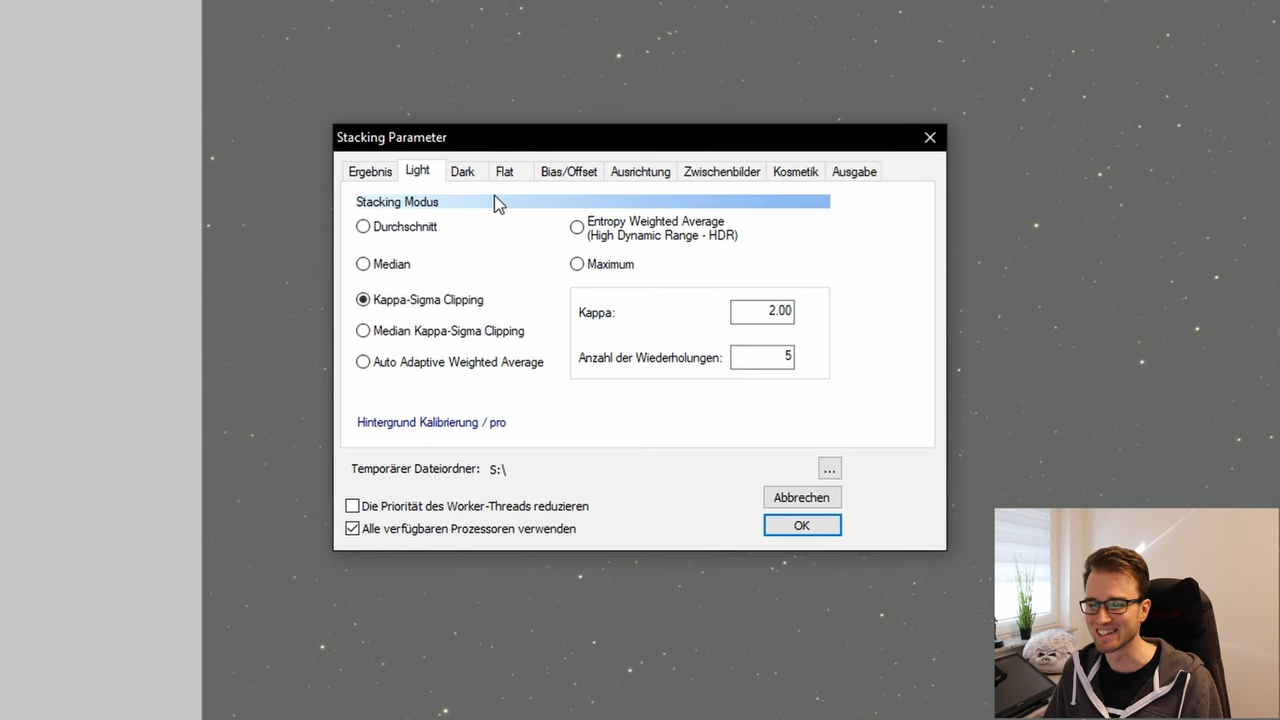 Stacking Parameter
Ergebnis Light Dark Flat Bias/Offset Ausrichtung Zwischenbilder Kosmetik Ausgabe
Stacking Modus
Durchschnitt
Entropy Weighted Average
(High Dynamic Range - HDR)
Median
Maximum
Kappa-Sigma Clipping
Median Kappa-Sigma Clipping
Auto Adaptive Weighted Average
Kappa: 2.00
Anzahl der Wiederholungen: 5
Hintergrund Kalibrierung / pro
Temporärer Dateiordner: S:\
...
Die Priorität des Worker-Threads reduzieren
Alle verfügbaren Prozessoren verwenden
Abbrechen
OK